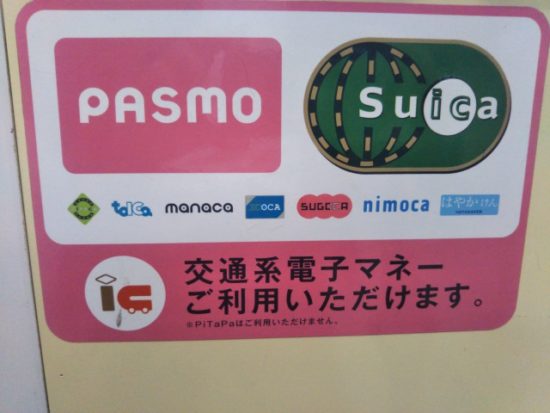 PASMO
Suica
toica
manaca
ICOCA
SUGOCA
nimoca
はやかけん
交通系電子マネー
ご利用いただけます。
※PiTaPaはご利用いただけません。